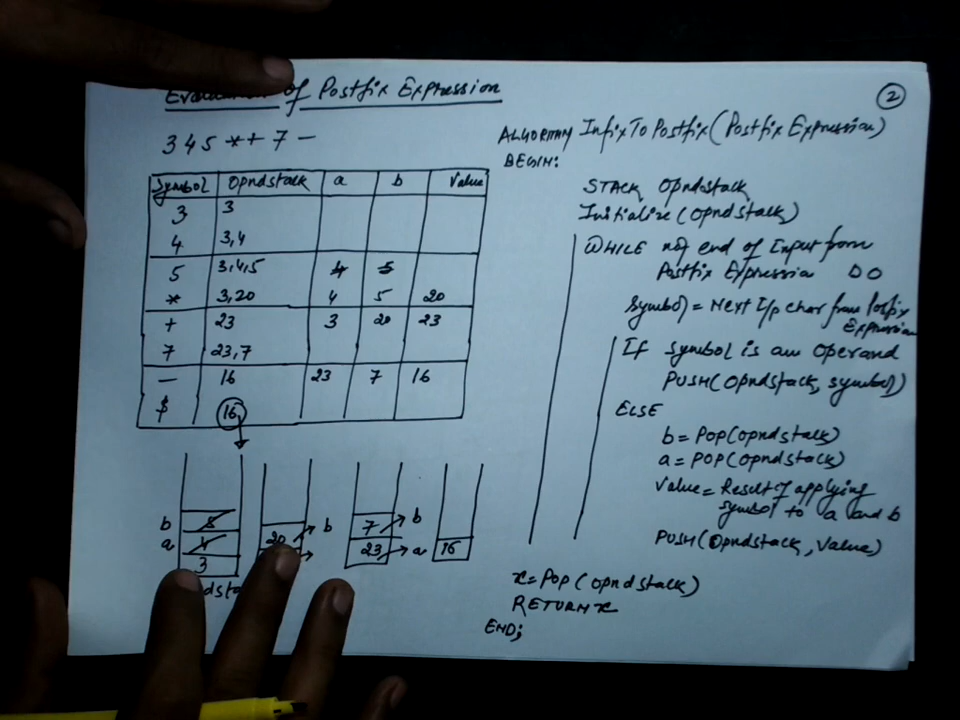 Evaluation of Postfix Expression
2
3 4 5 * + 7 -
Symbol Opndstack a b Value
3 3
4 3,4
5 3,4,5 4 5
* 3,20 4 5 20
+ 23 3 20 23
7 23,7
- 16 23 7 16
$ 16
b 5
a 4
3
20 b
7 b
23 a
16
ALGORITHM InfixToPostfix(Postfix Expression)
BEGIN:
STACK Opndstack
Initialize(Opndstack)
WHILE not end of Input from
Postfix Expression DO
Symbol = Next I/p char from Postfix
Expression
If Symbol is an Operand
PUSH(Opndstack, symbol)
ELSE
b = Pop(opndstack)
a = POP(opndstack)
Value = Result of applying
symbol to a and b
PUSH(Opndstack, Value)
x = Pop(opndstack)
RETURN x
END;